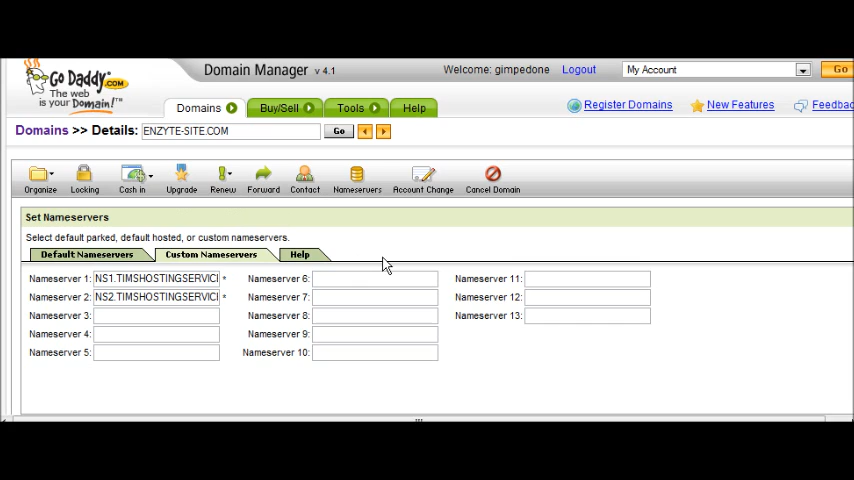 Go Daddy.COM
The web
is your Domain!™
Domain Manager v 4.1
Welcome: gimpedone Logout My Account Go
Domains Buy/Sell Tools Help
Register Domains New Features Feedbac
Domains >> Details: ENZYTE-SITE.COM Go
Organize Locking Cash in Upgrade Renew Forward Contact Nameservers Account Change Cancel Domain
Set Nameservers
Select default parked, default hosted, or custom nameservers.
Default Nameservers Custom Nameservers Help
Nameserver 1: NS1.TIMSHOSTINGSERVICI * Nameserver 6: Nameserver 11:
Nameserver 2: NS2.TIMSHOSTINGSERVICI * Nameserver 7: Nameserver 12:
Nameserver 3: Nameserver 8: Nameserver 13:
Nameserver 4: Nameserver 9:
Nameserver 5: Nameserver 10: